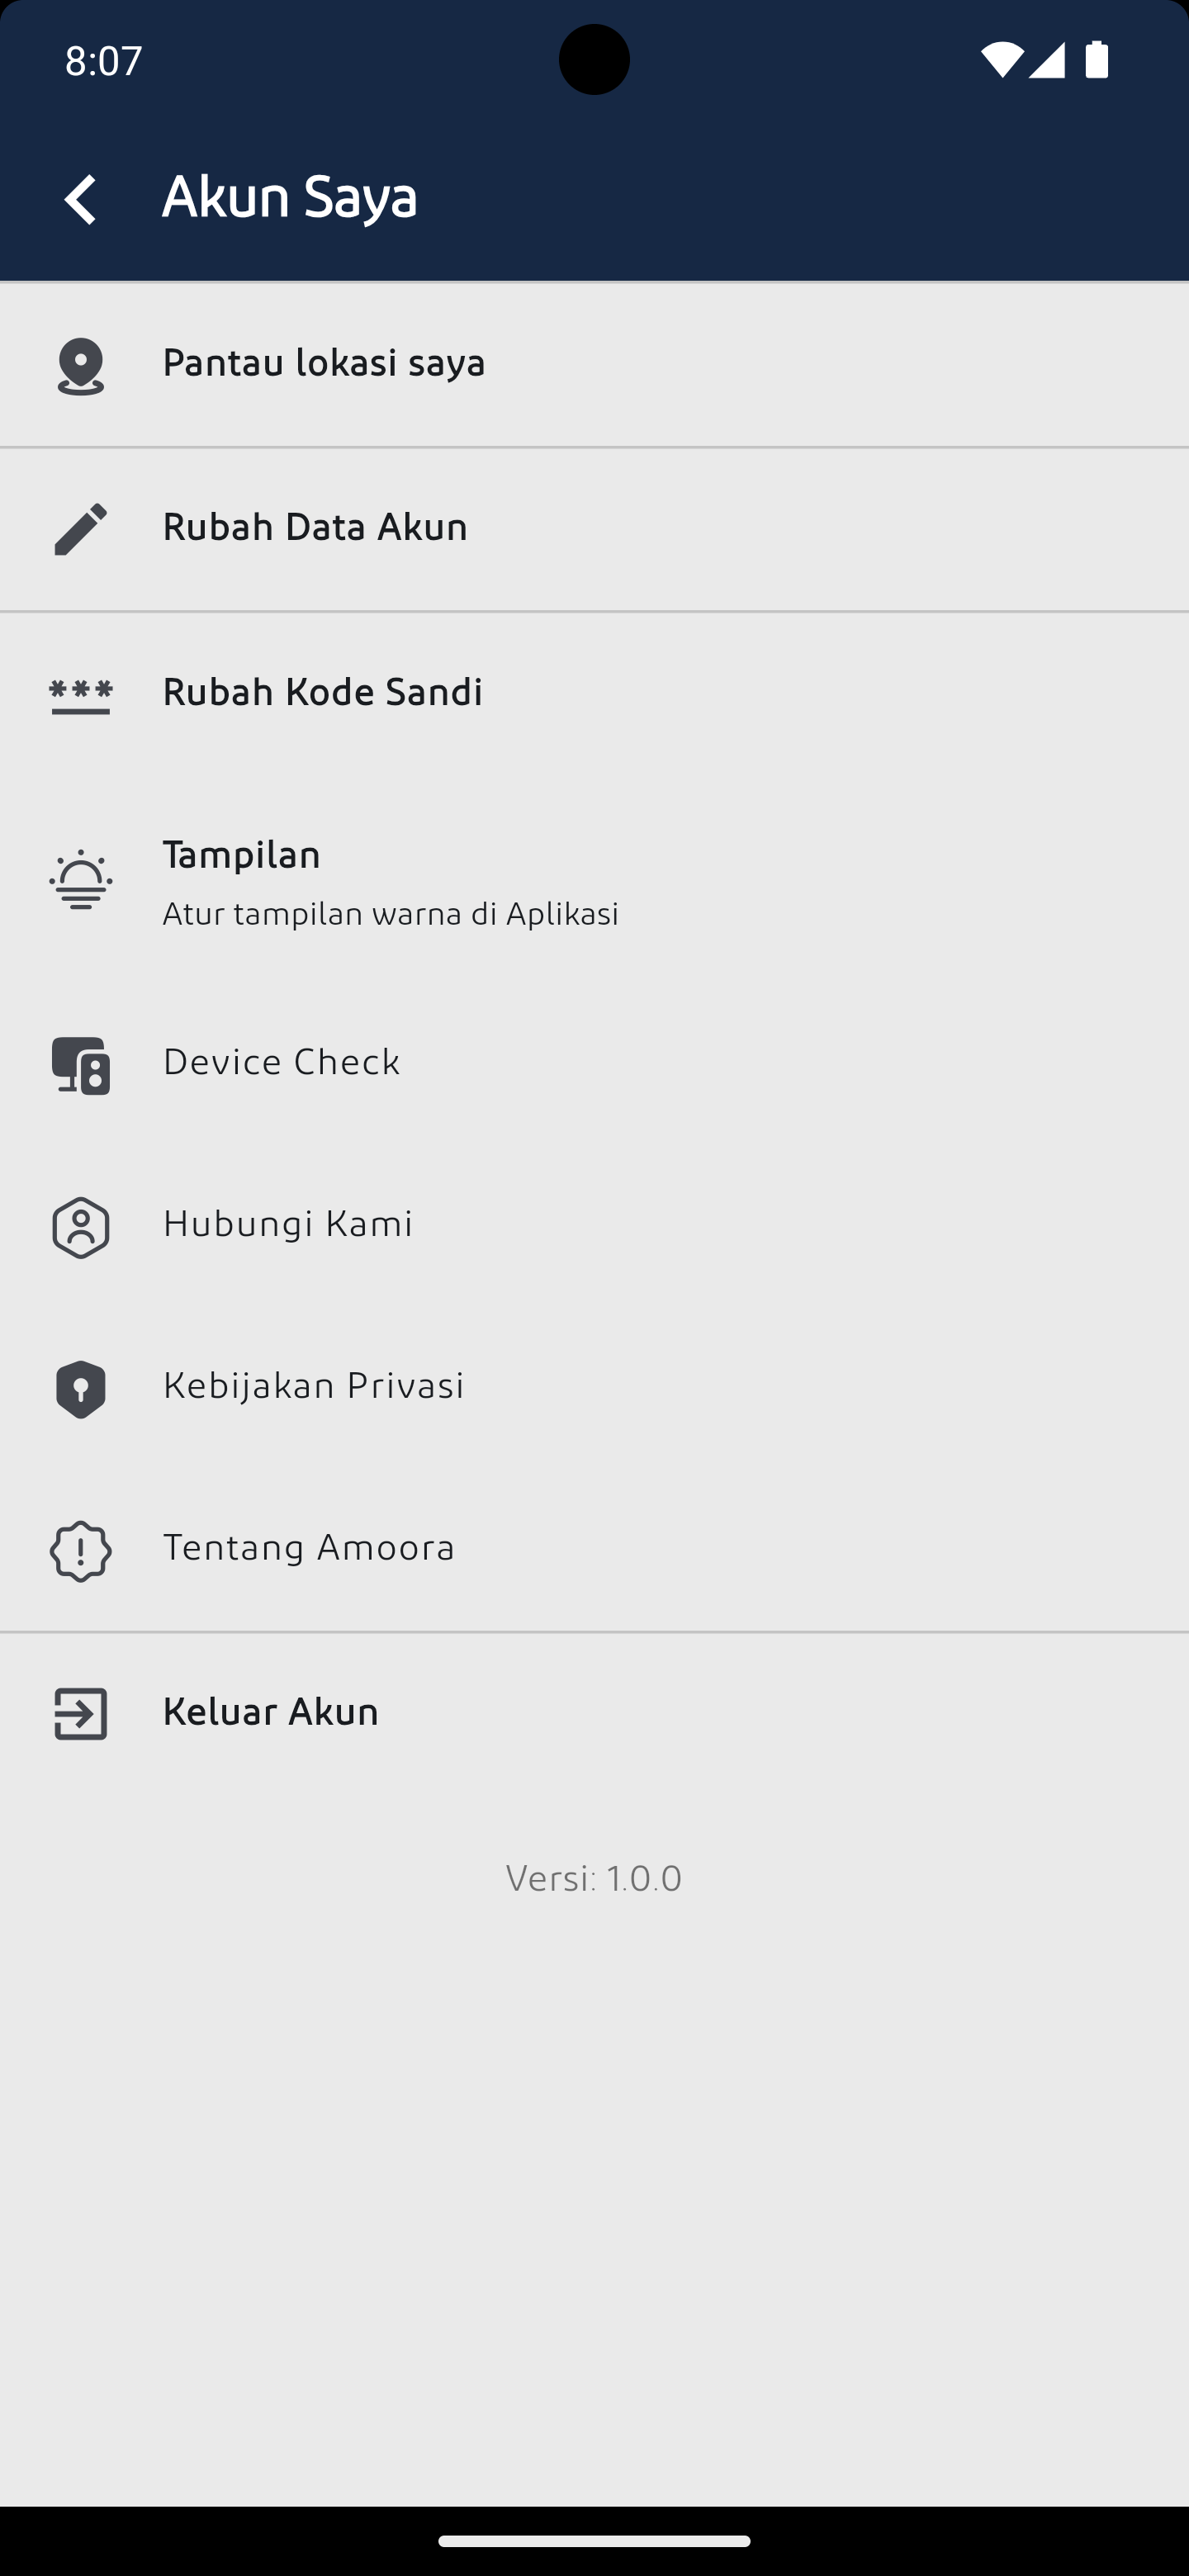 8:07
Akun Saya
Pantau lokasi saya
Rubah Data Akun
Rubah Kode Sandi
Tampilan
Atur tampilan warna di Aplikasi
Device Check
Hubungi Kami
Kebijakan Privasi
Tentang Amoora
Keluar Akun
Versi: 1.0.0